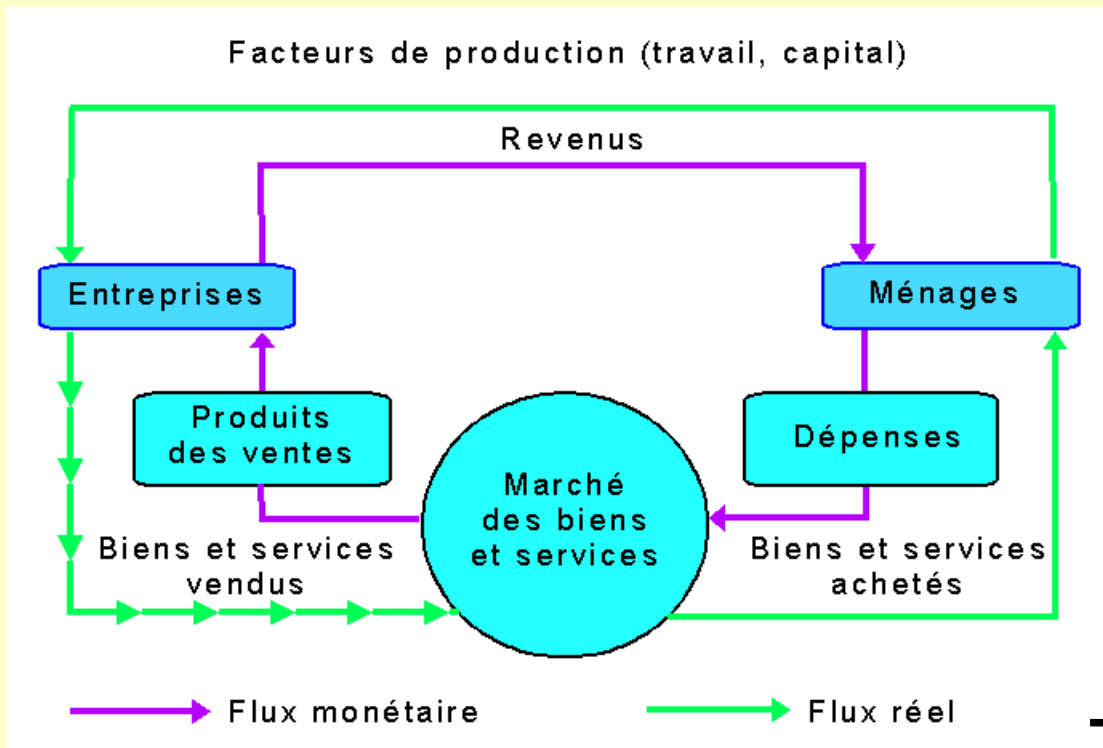 Facteurs de production (travail, capital)
Revenus
Entreprises
Ménages
Produits
des ventes
Dépenses
Marché
des biens
et services
Biens et services
vendus
Biens et services
achetés
Flux monétaire
Flux réel